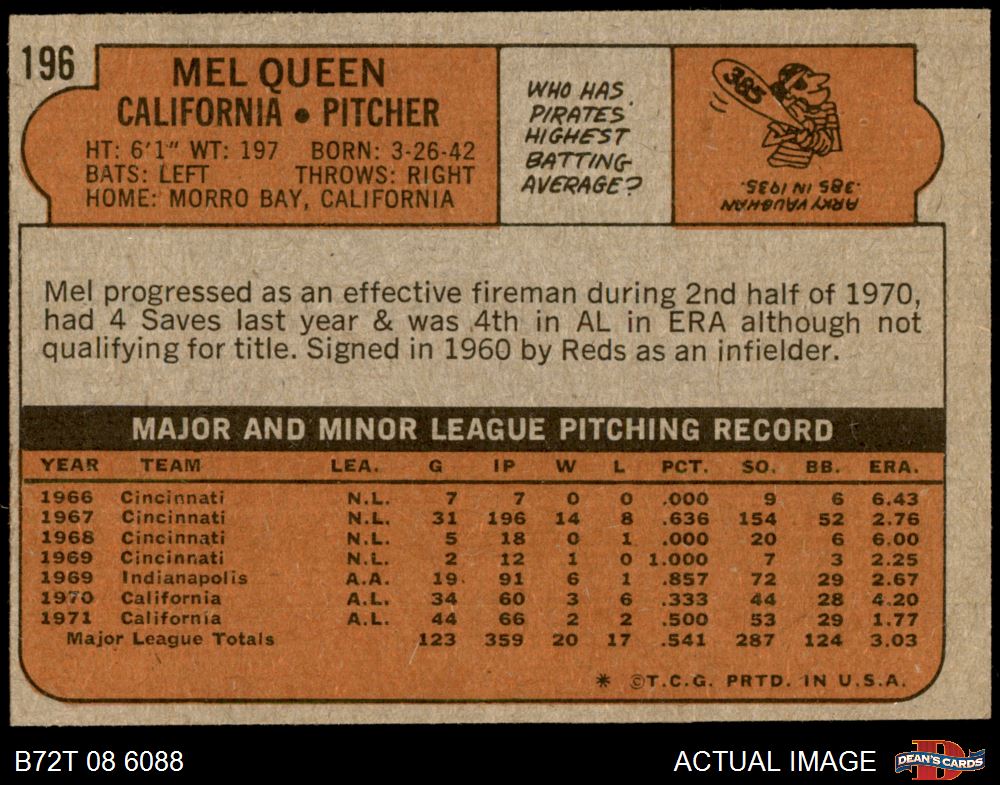 196
MEL QUEEN
CALIFORNIA • PITCHER
HT: 6'1" WT: 197 BORN: 3-26-42
BATS: LEFT THROWS: RIGHT
HOME: MORRO BAY, CALIFORNIA
WHO HAS
PIRATES
HIGHEST
BATTING
AVERAGE?
385
ARKY VAUGHAN
.385 IN 1935.
Mel progressed as an effective fireman during 2nd half of 1970,
had 4 Saves last year & was 4th in AL in ERA although not
qualifying for title. Signed in 1960 by Reds as an infielder.
MAJOR AND MINOR LEAGUE PITCHING RECORD
YEAR TEAM LEA. G IP W L PCT. SO. BB. ERA.
1966 Cincinnati N.L. 7 7 0 0 .000 9 6 6.43
1967 Cincinnati N.L. 31 196 14 8 .636 154 52 2.76
1968 Cincinnati N.L. 5 18 0 1 .000 20 6 6.00
1969 Cincinnati N.L. 2 12 1 0 1.000 7 3 2.25
1969 Indianapolis A.A. 19 91 6 1 .857 72 29 2.67
1970 California A.L. 34 60 3 6 .333 44 28 4.20
1971 California A.L. 44 66 2 2 .500 53 29 1.77
Major League Totals 123 359 20 17 .541 287 124 3.03
* ©T.C.G. PRTD. IN U.S.A.
B72T 08 6088
ACTUAL IMAGE
D
DEAN'S CARDS